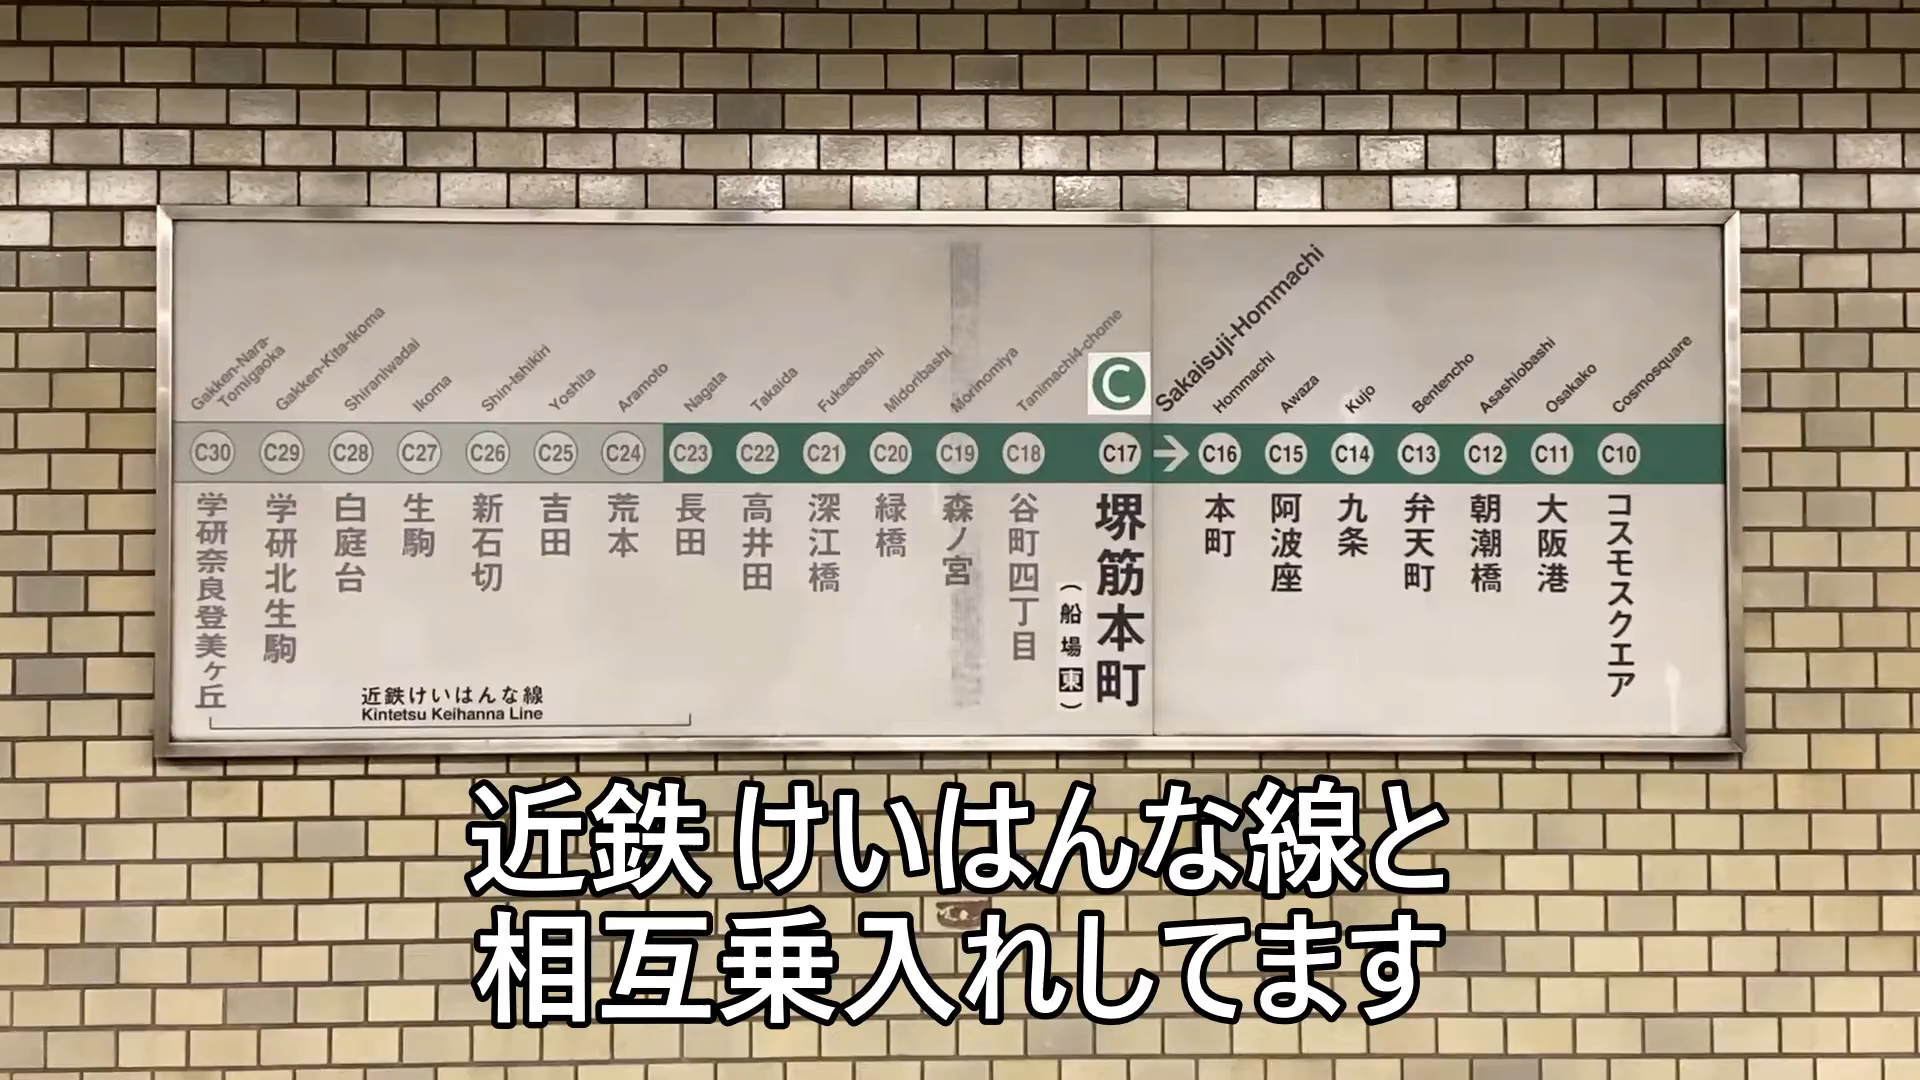 Gakken-Nara-Tomigaoka
Gakken-Kita-Ikoma
Shiraniwadai
Ikoma
Shin-Ishikiri
Yoshita
Aramoto
Nagata
Takaida
Fukaebashi
Midoribashi
Morinomiya
Tanimachi4-chome
C
Sakaisuji-Hommachi
Hommachi
Awaza
Kujo
Bentencho
Asashiobashi
Osakako
Cosmosquare
C30 C29 C28 C27 C26 C25 C24 C23 C22 C21 C20 C19 C18 C17 → C16 C15 C14 C13 C12 C11 C10
学研奈良登美ヶ丘
学研北生駒
白庭台
生駒
新石切
吉田
荒本
長田
高井田
深江橋
緑橋
森ノ宮
谷町四丁目
(船場東)
堺筋本町
本町
阿波座
九条
弁天町
朝潮橋
大阪港
コスモスクエア
近鉄けいはんな線
Kintetsu Keihanna Line
近鉄けいはんな線と
相互乗入れしてます